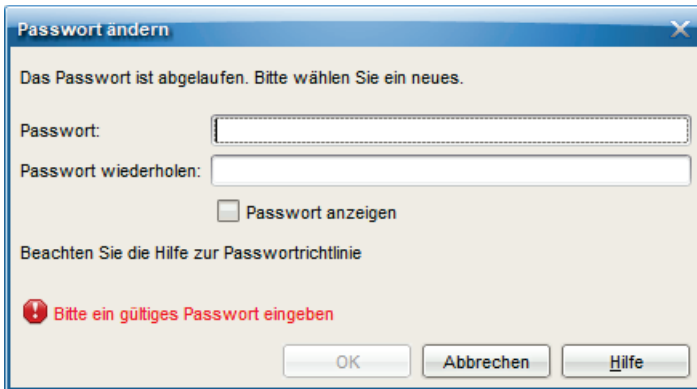 Passwort ändern
Das Passwort ist abgelaufen. Bitte wählen Sie ein neues.
Passwort:
Passwort wiederholen:
Passwort anzeigen
Beachten Sie die Hilfe zur Passwortrichtlinie
Bitte ein gültiges Passwort eingeben
OK Abbrechen Hilfe